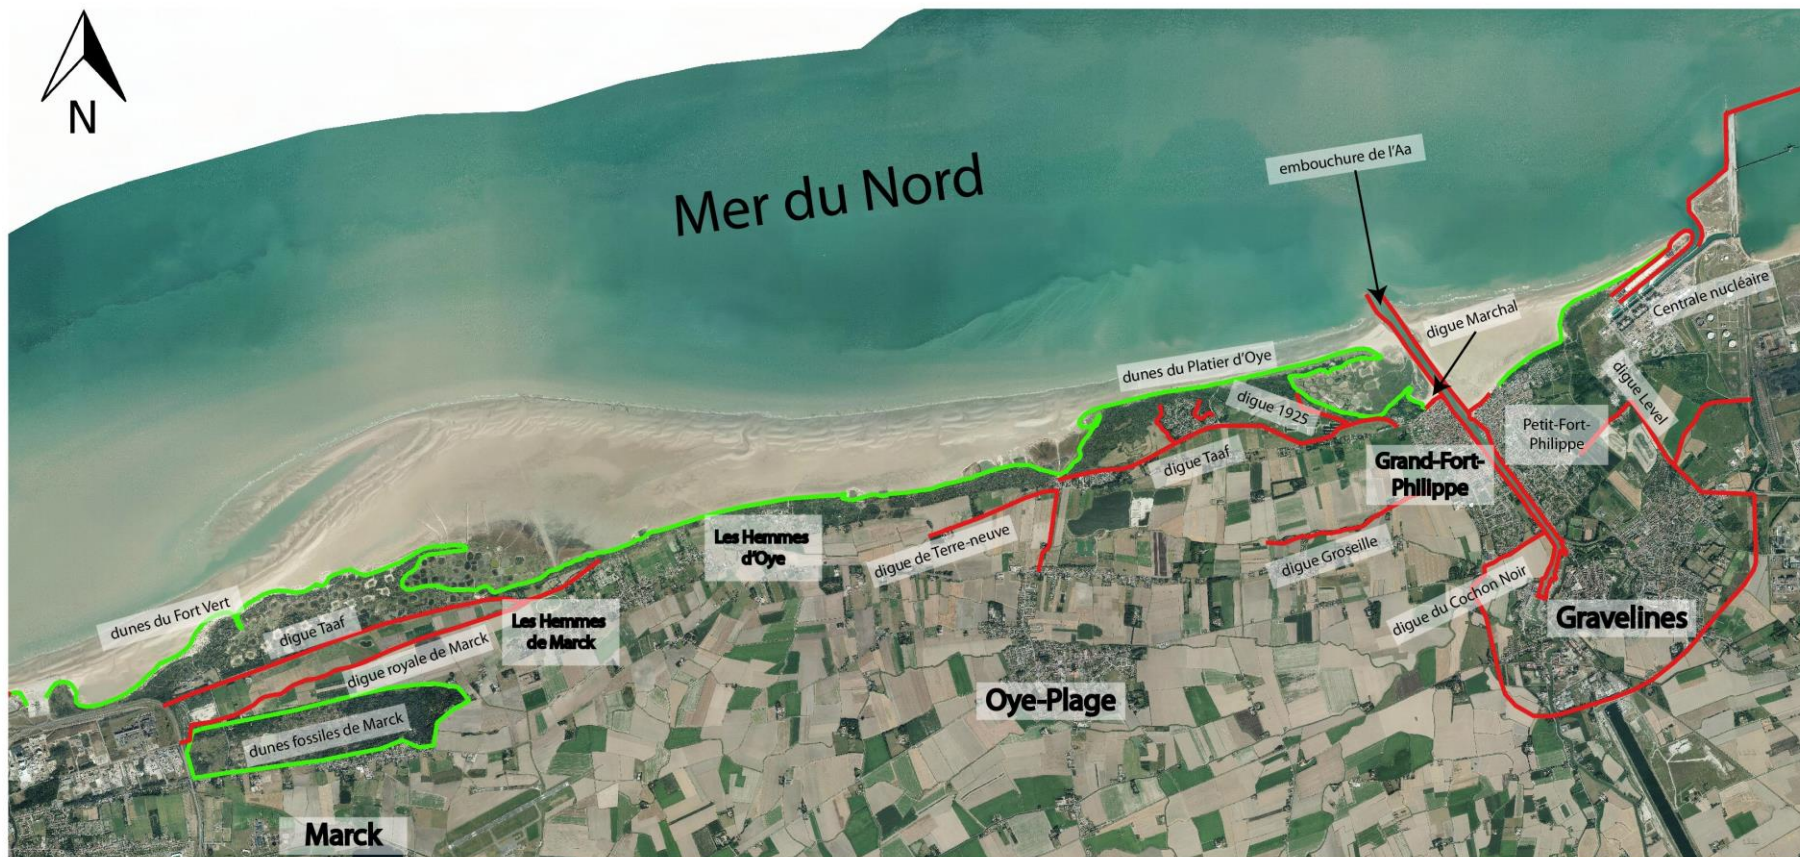 N
Mer du Nord
embouchure de l'Aa
digue Marchal
Centrale nucléaire
dunes du Platier d'Oye
digue 1925
digue Level
Petit-Fort-
Philippe
digue Taaf
Grand-Fort-
Philippe
Les Hemmes
d'Oye
digue de Terre-neuve
digue Groseille
dunes du Fort Vert
digue Taaf
Les Hemmes
de Marck
digue du Cochon Noir
Gravelines
digue royale de Marck
Oye-Plage
dunes fossiles de Marck
Marck